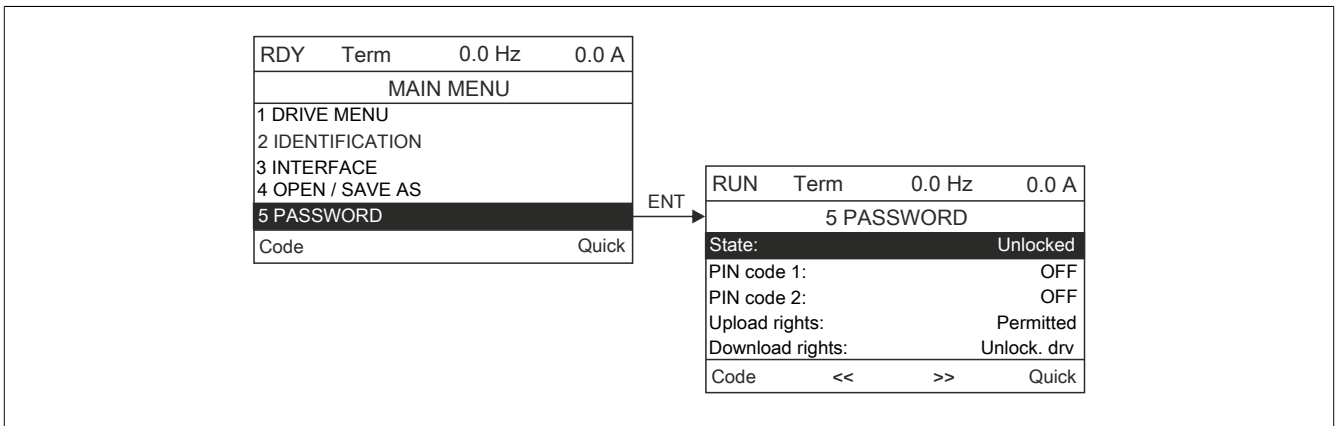 RDY Term 0.0 Hz 0.0 A
MAIN MENU
1 DRIVE MENU
2 IDENTIFICATION
3 INTERFACE
4 OPEN / SAVE AS
5 PASSWORD
Code Quick
ENT
RUN Term 0.0 Hz 0.0 A
5 PASSWORD
State: Unlocked
PIN code 1: OFF
PIN code 2: OFF
Upload rights: Permitted
Download rights: Unlock. drv
Code << >> Quick